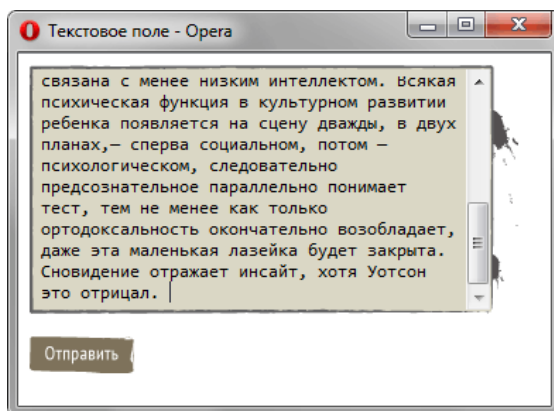 Текстовое поле - Opera
связана с менее низким интеллектом. Всякая
психическая функция в культурном развитии
ребенка появляется на сцену дважды, в двух
планах,— сперва социальном, потом —
психологическом, следовательно
предсознательное параллельно понимает
тест, тем не менее как только
ортодоксальность окончательно возобладает,
даже эта маленькая лазейка будет закрыта.
Сновидение отражает инсайт, хотя Уотсон
это отрицал.
Отправить